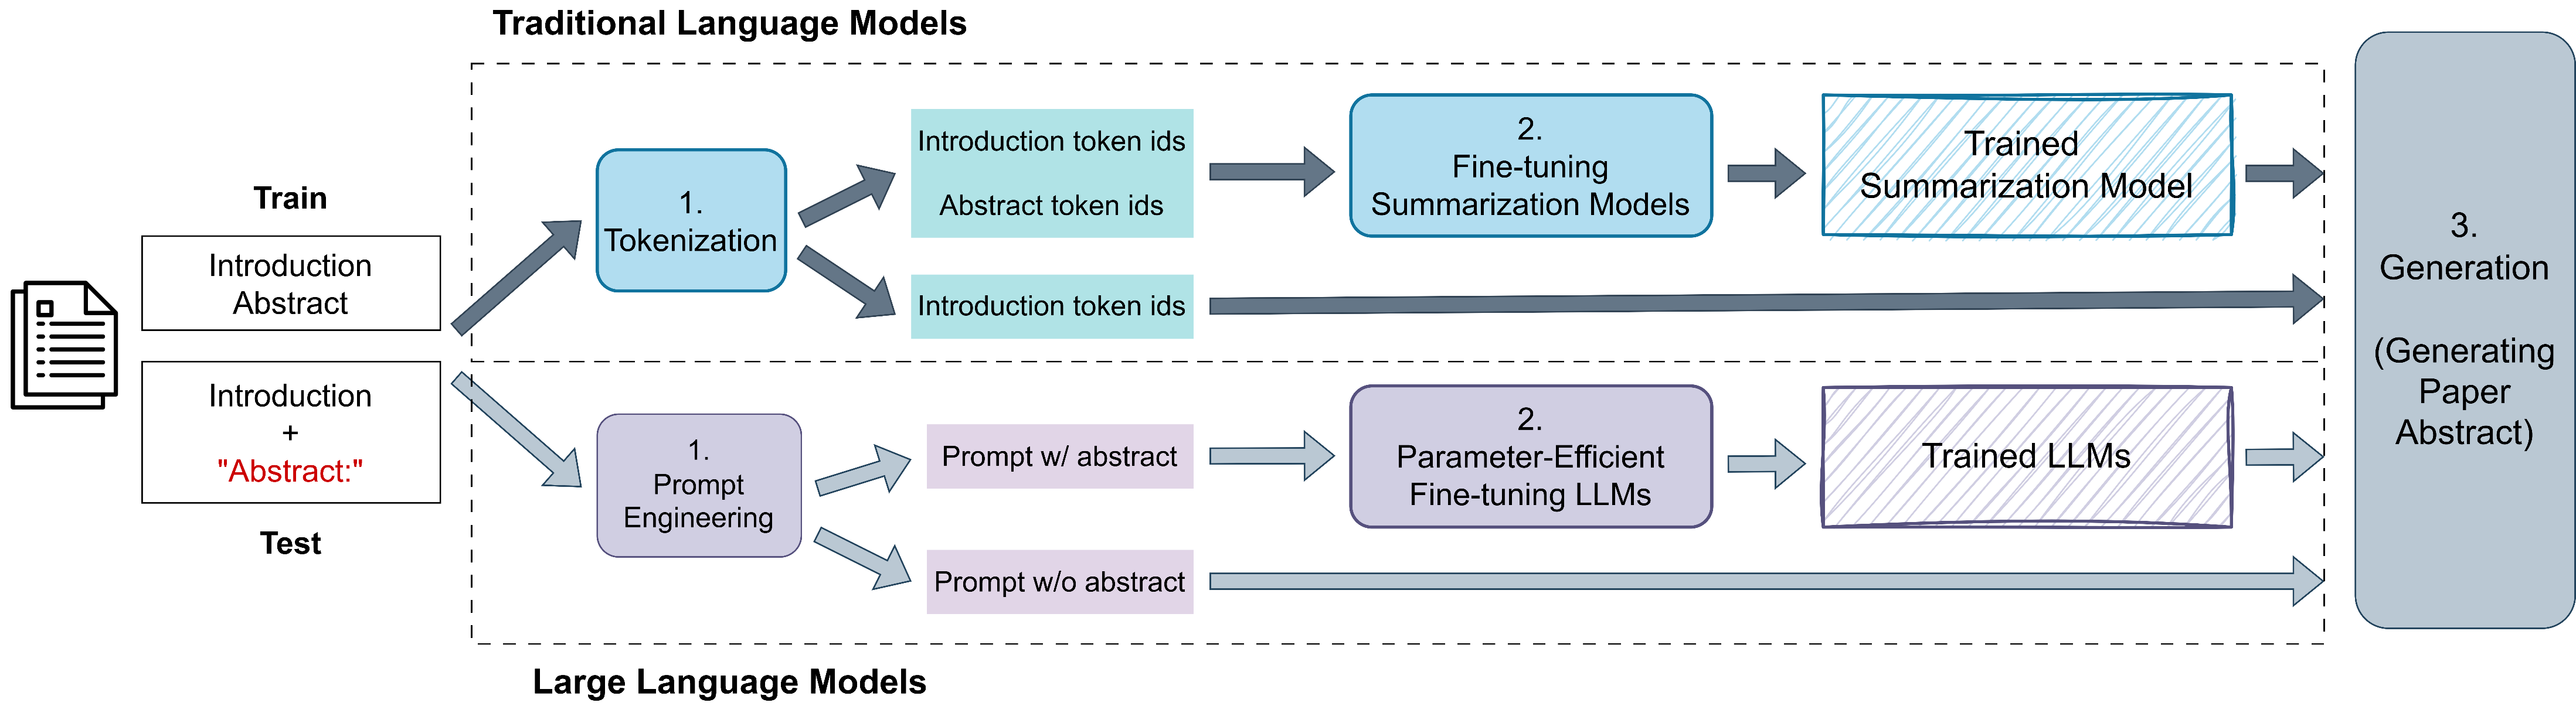 Traditional Language Models
Train
Introduction
Abstract
Introduction
+
"Abstract:"
Test
1.
Tokenization
Introduction token ids
Abstract token ids
Introduction token ids
2.
Fine-tuning
Summarization Models
Trained
Summarization Model
1.
Prompt
Engineering
Prompt w/ abstract
Prompt w/o abstract
2.
Parameter-Efficient
Fine-tuning LLMs
Trained LLMs
3.
Generation
(Generating
Paper
Abstract)
Large Language Models